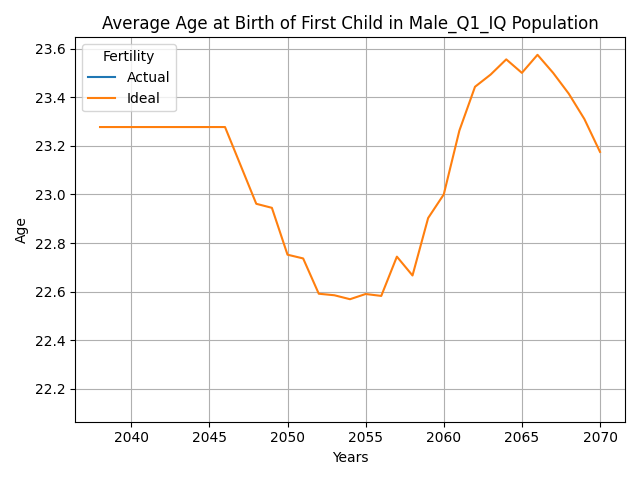 Average Age at Birth of First Child in Male_Q1_IQ Population
Fertility
Actual
Ideal
Age
23.6
23.4
23.2
23.0
22.8
22.6
22.4
22.2
2040 2045 2050 2055 2060 2065 2070
Years